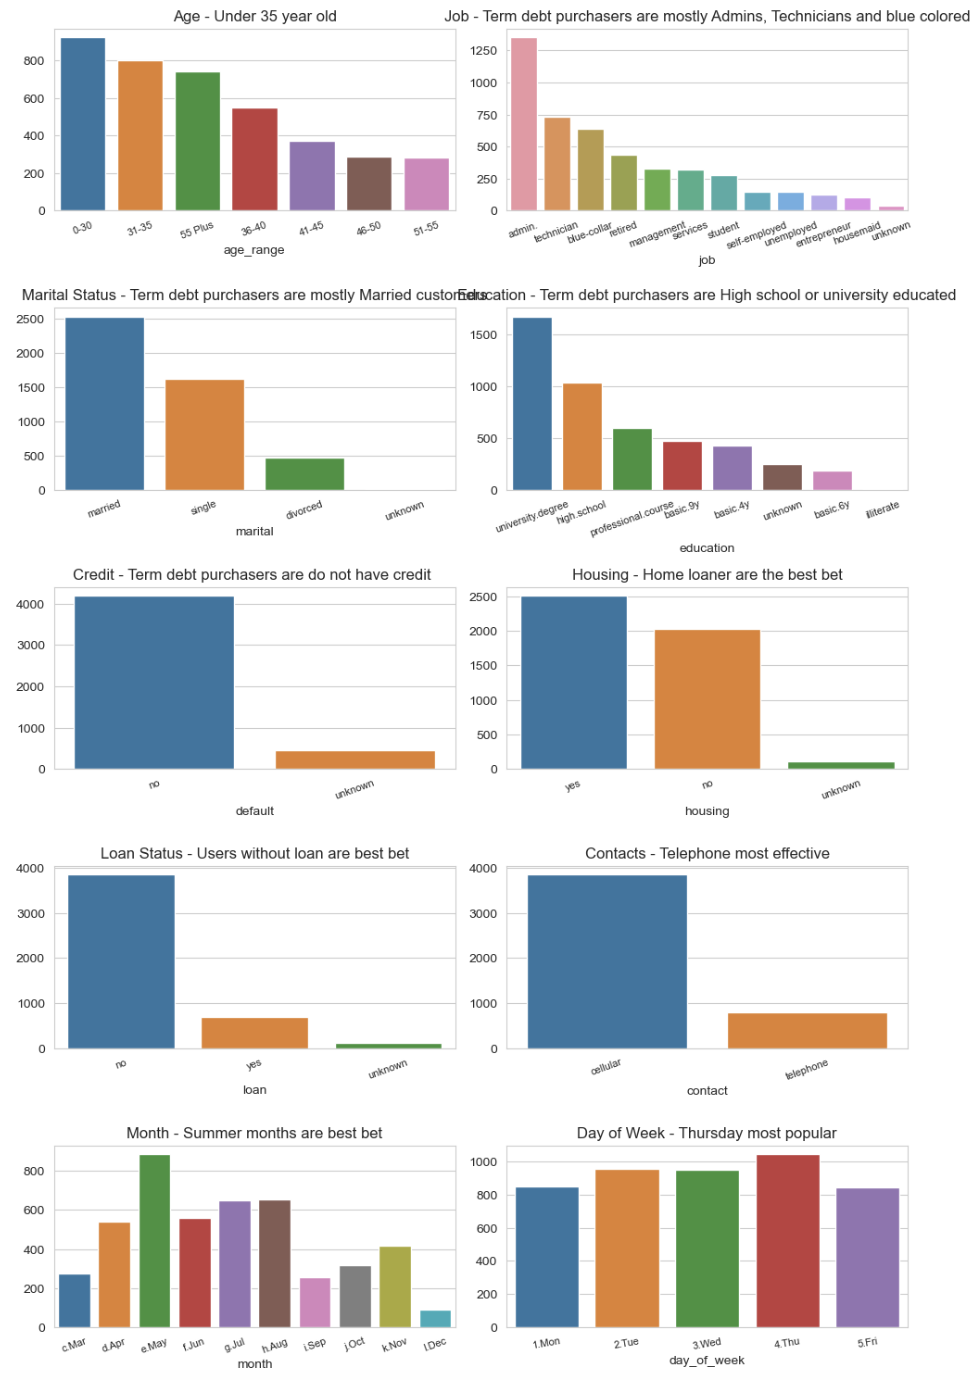 Age - Under 35 year old
800
600
400
200
0
0-30 31-35 55 Plus 36-40 41-45 46-50 51-55
age_range
Job - Term debt purchasers are mostly Admins, Technicians and blue colored
1250
1000
750
500
250
0
admin. technician blue-collar retired management services student self-employed unemployed entrepreneur housemaid unknown
job
Marital Status - Term debt purchasers are mostly Married customers
2500
2000
1500
1000
500
0
married single divorced unknown
marital
Education - Term debt purchasers are High school or university educated
1500
1000
500
0
university.degree high.school professional.course basic.9y basic.4y unknown basic.6y illiterate
education
Credit - Term debt purchasers are do not have credit
4000
3000
2000
1000
0
no unknown
default
Housing - Home loaner are the best bet
2500
2000
1500
1000
500
0
yes no unknown
housing
Loan Status - Users without loan are best bet
4000
3000
2000
1000
0
no yes unknown
loan
Contacts - Telephone most effective
4000
3000
2000
1000
0
cellular telephone
contact
Month - Summer months are best bet
800
600
400
200
0
c.Mar d.Apr e.May f.Jun g.Jul h.Aug i.Sep j.Oct k.Nov l.Dec
month
Day of Week - Thursday most popular
1000
800
600
400
200
0
1.Mon 2.Tue 3.Wed 4.Thu 5.Fri
day_of_week